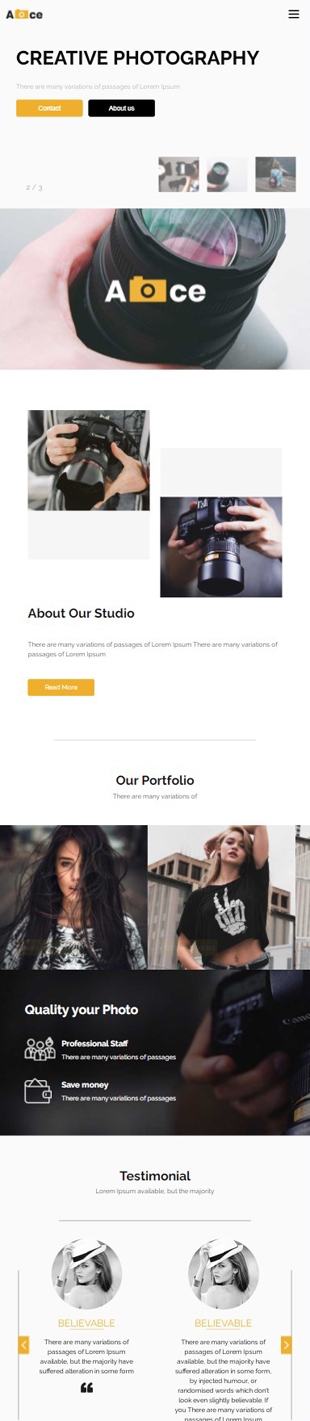 A ce
CREATIVE PHOTOGRAPHY
There are many variations of passages of Lorem Ipsum
Contact
About us
2 / 3
A ce
About Our Studio
There are many variations of passages of Lorem Ipsum There are many variations of
passages of Lorem Ipsum
Read More
Our Portfolio
There are many variations of
Quality your Photo
Canon
Professional Staff
There are many variations of passages
Save money
There are many variations of passages
Testimonial
Lorem Ipsum available, but the majority
BELIEVABLE
There are many variations of
passages of Lorem Ipsum
available, but the majority have
suffered alteration in some form
BELIEVABLE
There are many variations of
passages of Lorem Ipsum
available, but the majority have
suffered alteration in some form,
by injected humour, or
randomised words which don't
look even slightly believable. If
you There are many variations of
passages of Lorem Ipsum